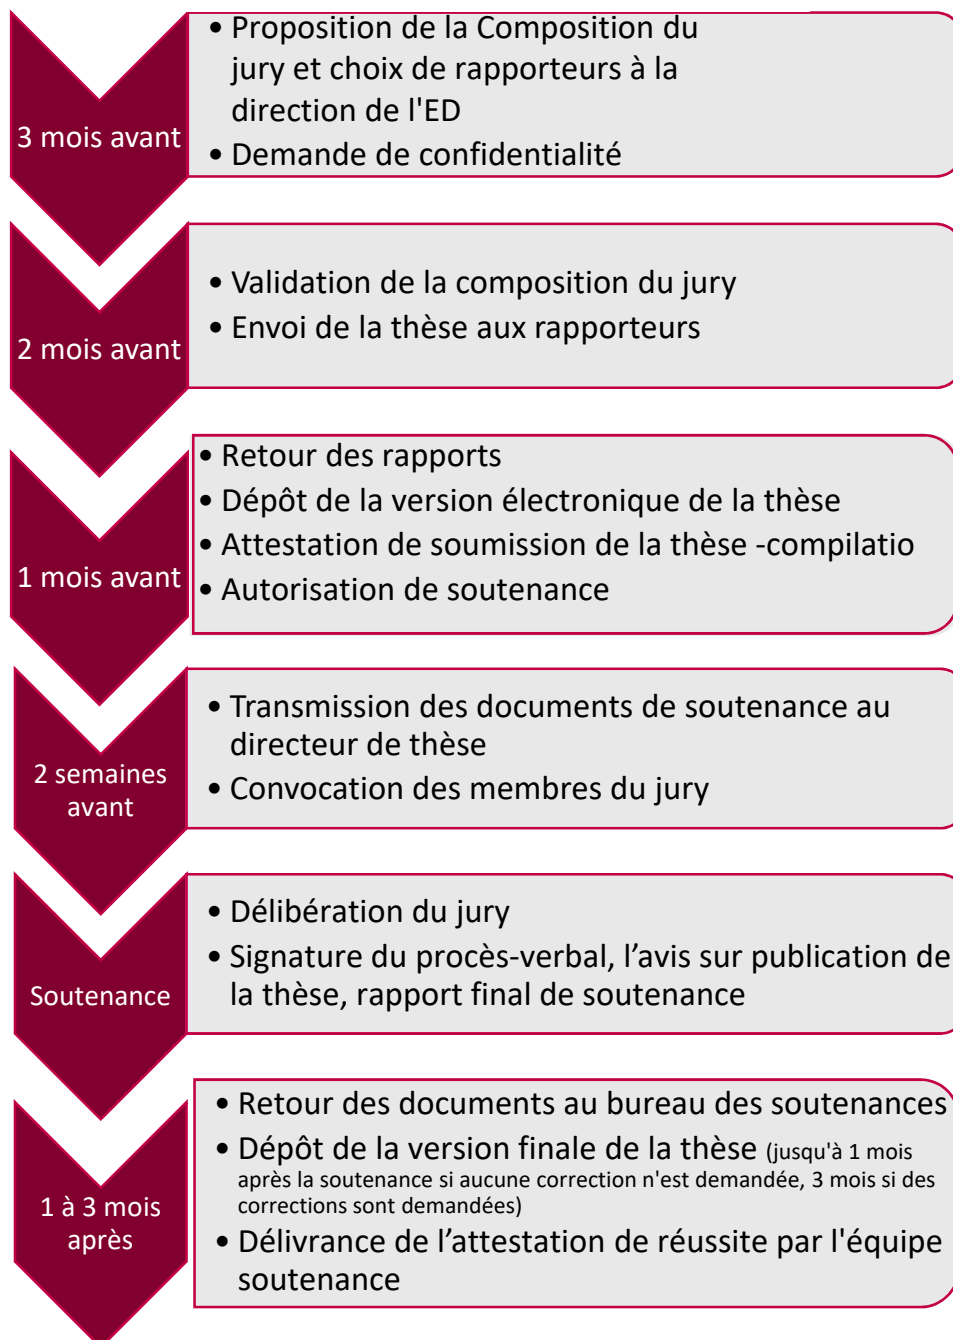 3 mois avant
• Proposition de la Composition du
jury et choix de rapporteurs à la
direction de l'ED
• Demande de confidentialité
2 mois avant
• Validation de la composition du jury
• Envoi de la thèse aux rapporteurs
1 mois avant
• Retour des rapports
• Dépôt de la version électronique de la thèse
• Attestation de soumission de la thèse -compilatio
• Autorisation de soutenance
2 semaines
avant
• Transmission des documents de soutenance au
directeur de thèse
• Convocation des membres du jury
Soutenance
• Délibération du jury
• Signature du procès-verbal, l’avis sur publication de
la thèse, rapport final de soutenance
1 à 3 mois
après
• Retour des documents au bureau des soutenances
• Dépôt de la version finale de la thèse (jusqu'à 1 mois
après la soutenance si aucune correction n'est demandée, 3 mois si des
corrections sont demandées)
• Délivrance de l’attestation de réussite par l'équipe
soutenance